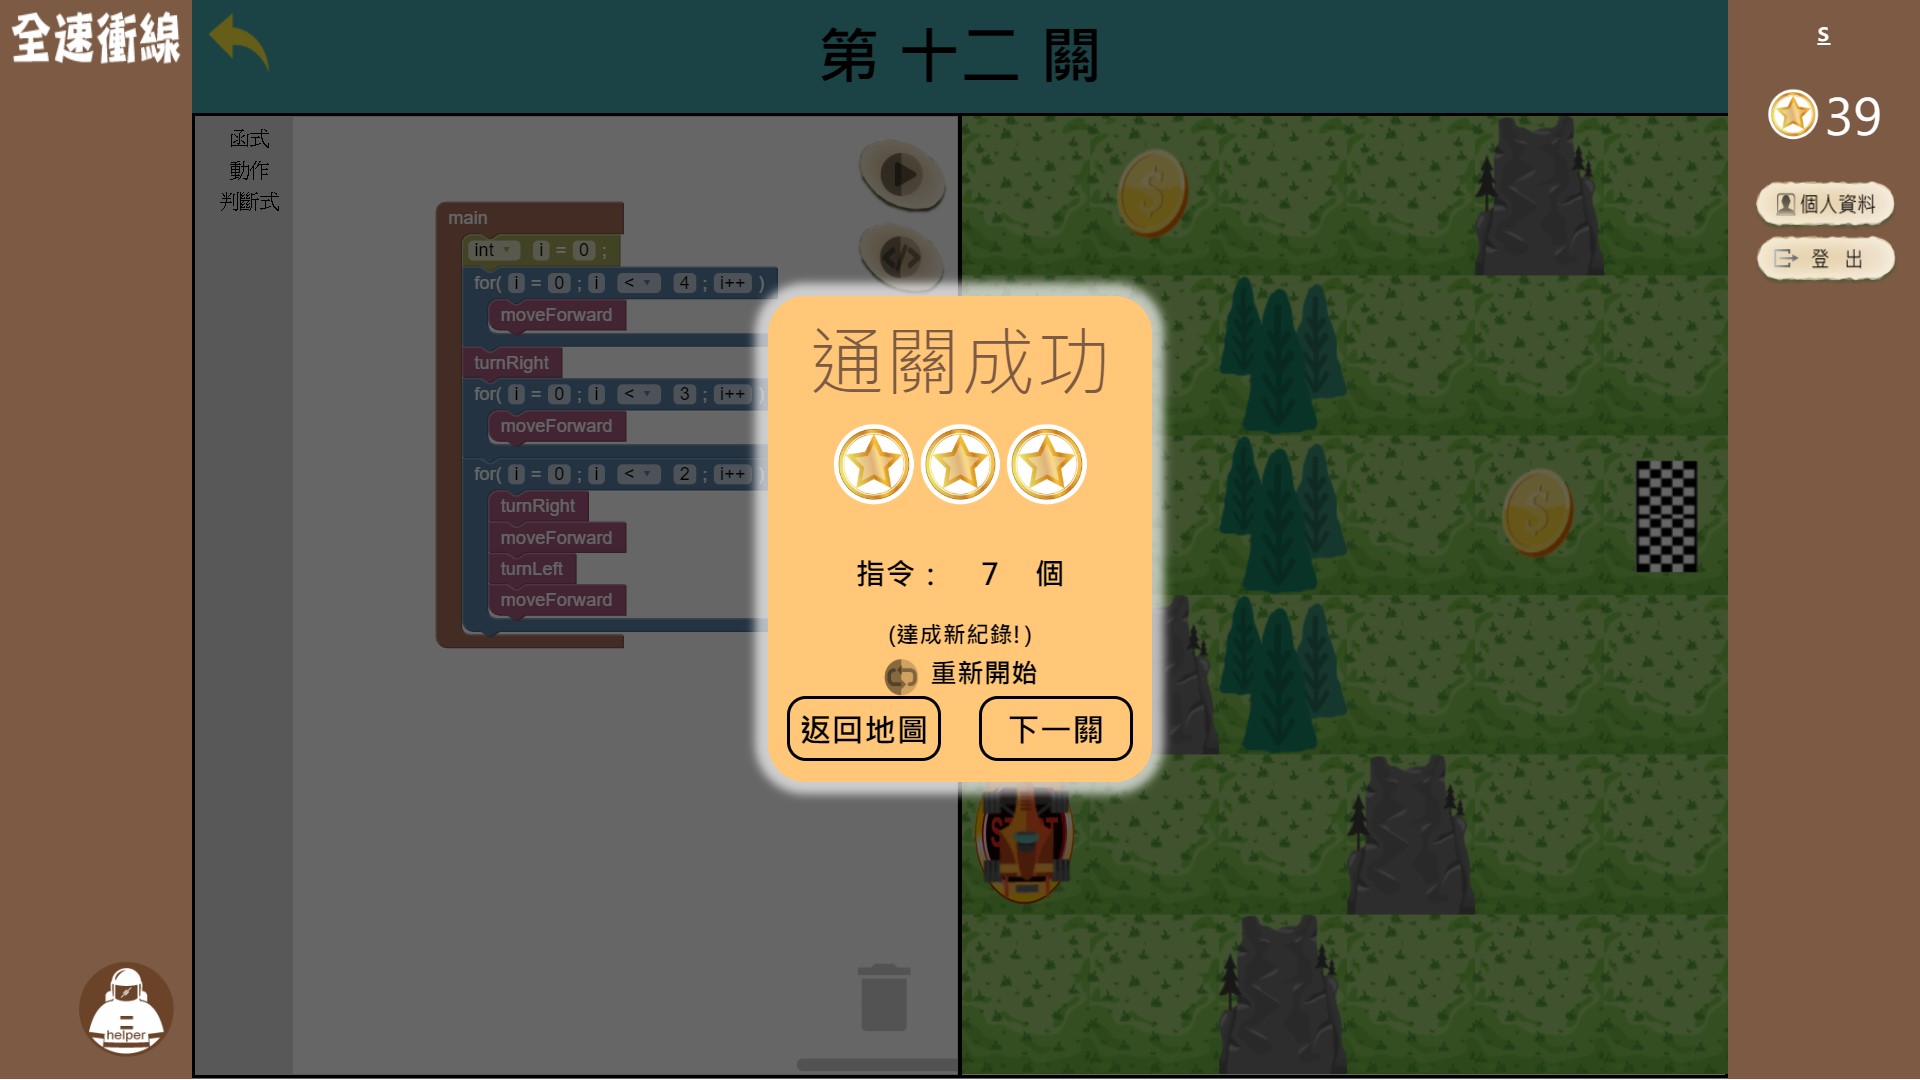 全速衝線
第十二關
s
39
個人資料
登 出
函式
動作
判斷式
main
int i = 0 ;
for( i = 0 ; i < 4 ; i++ )
moveForward
turnRight
for( i = 0 ; i < 3 ; i++ )
moveForward
for( i = 0 ; i < 2 ; i++ )
turnRight
moveForward
turnLeft
moveForward
通關成功
指令： 7 個
(達成新紀錄!)
重新開始
返回地圖
下一關
helper